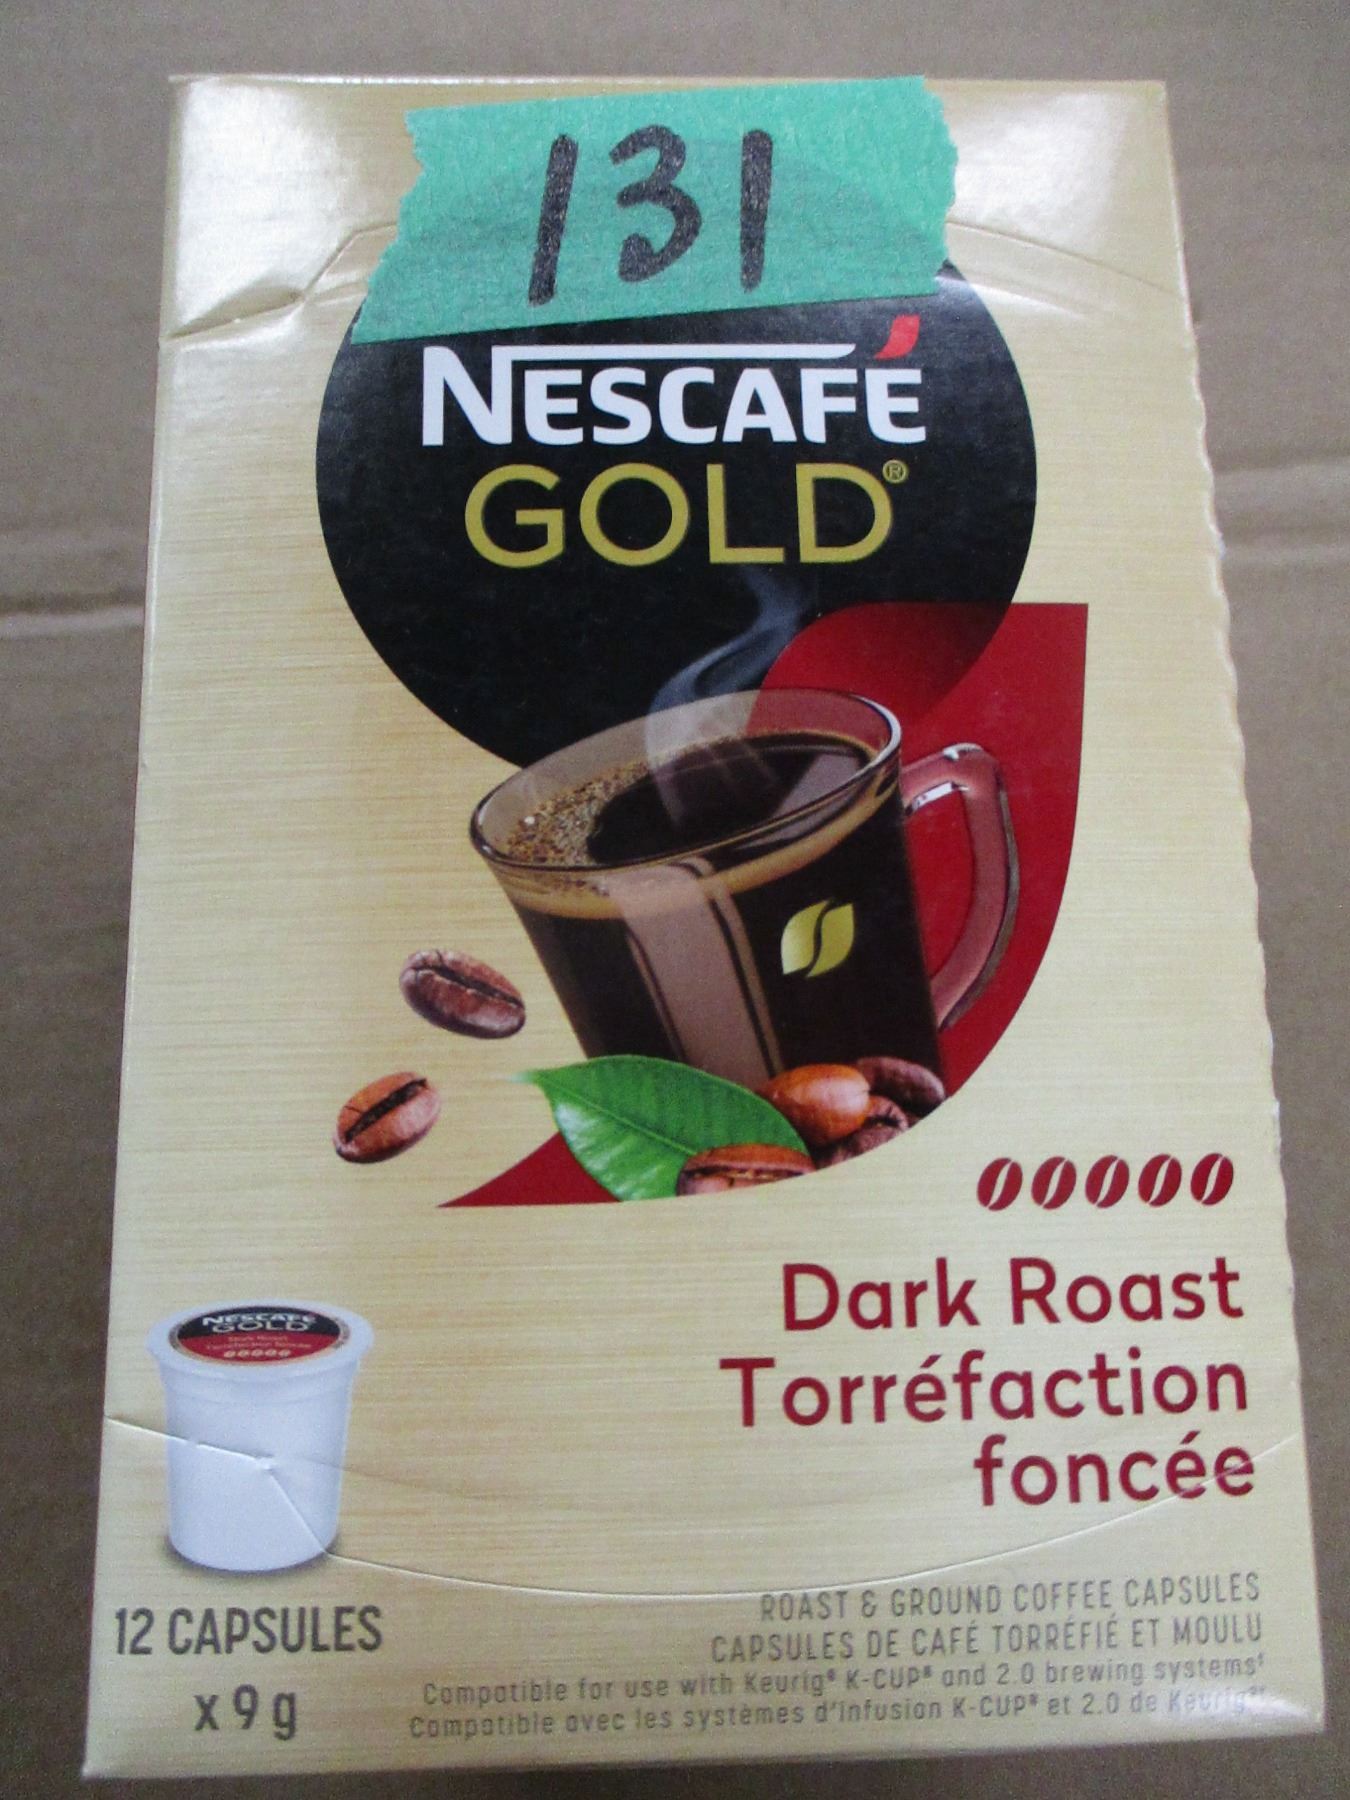 131
NESCAFÉ
GOLD®
Dark Roast
Torréfaction
foncée
NESCAFÉ
GOLD
12 CAPSULES
x 9 g
ROAST & GROUND COFFEE CAPSULES
CAPSULES DE CAFÉ TORRÉFIÉ ET MOULU
Compatible for use with Keurig® K-CUP® and 2.0 brewing systems†
Compatible avec les systèmes d'infusion K-CUP® et 2.0 de Keurig